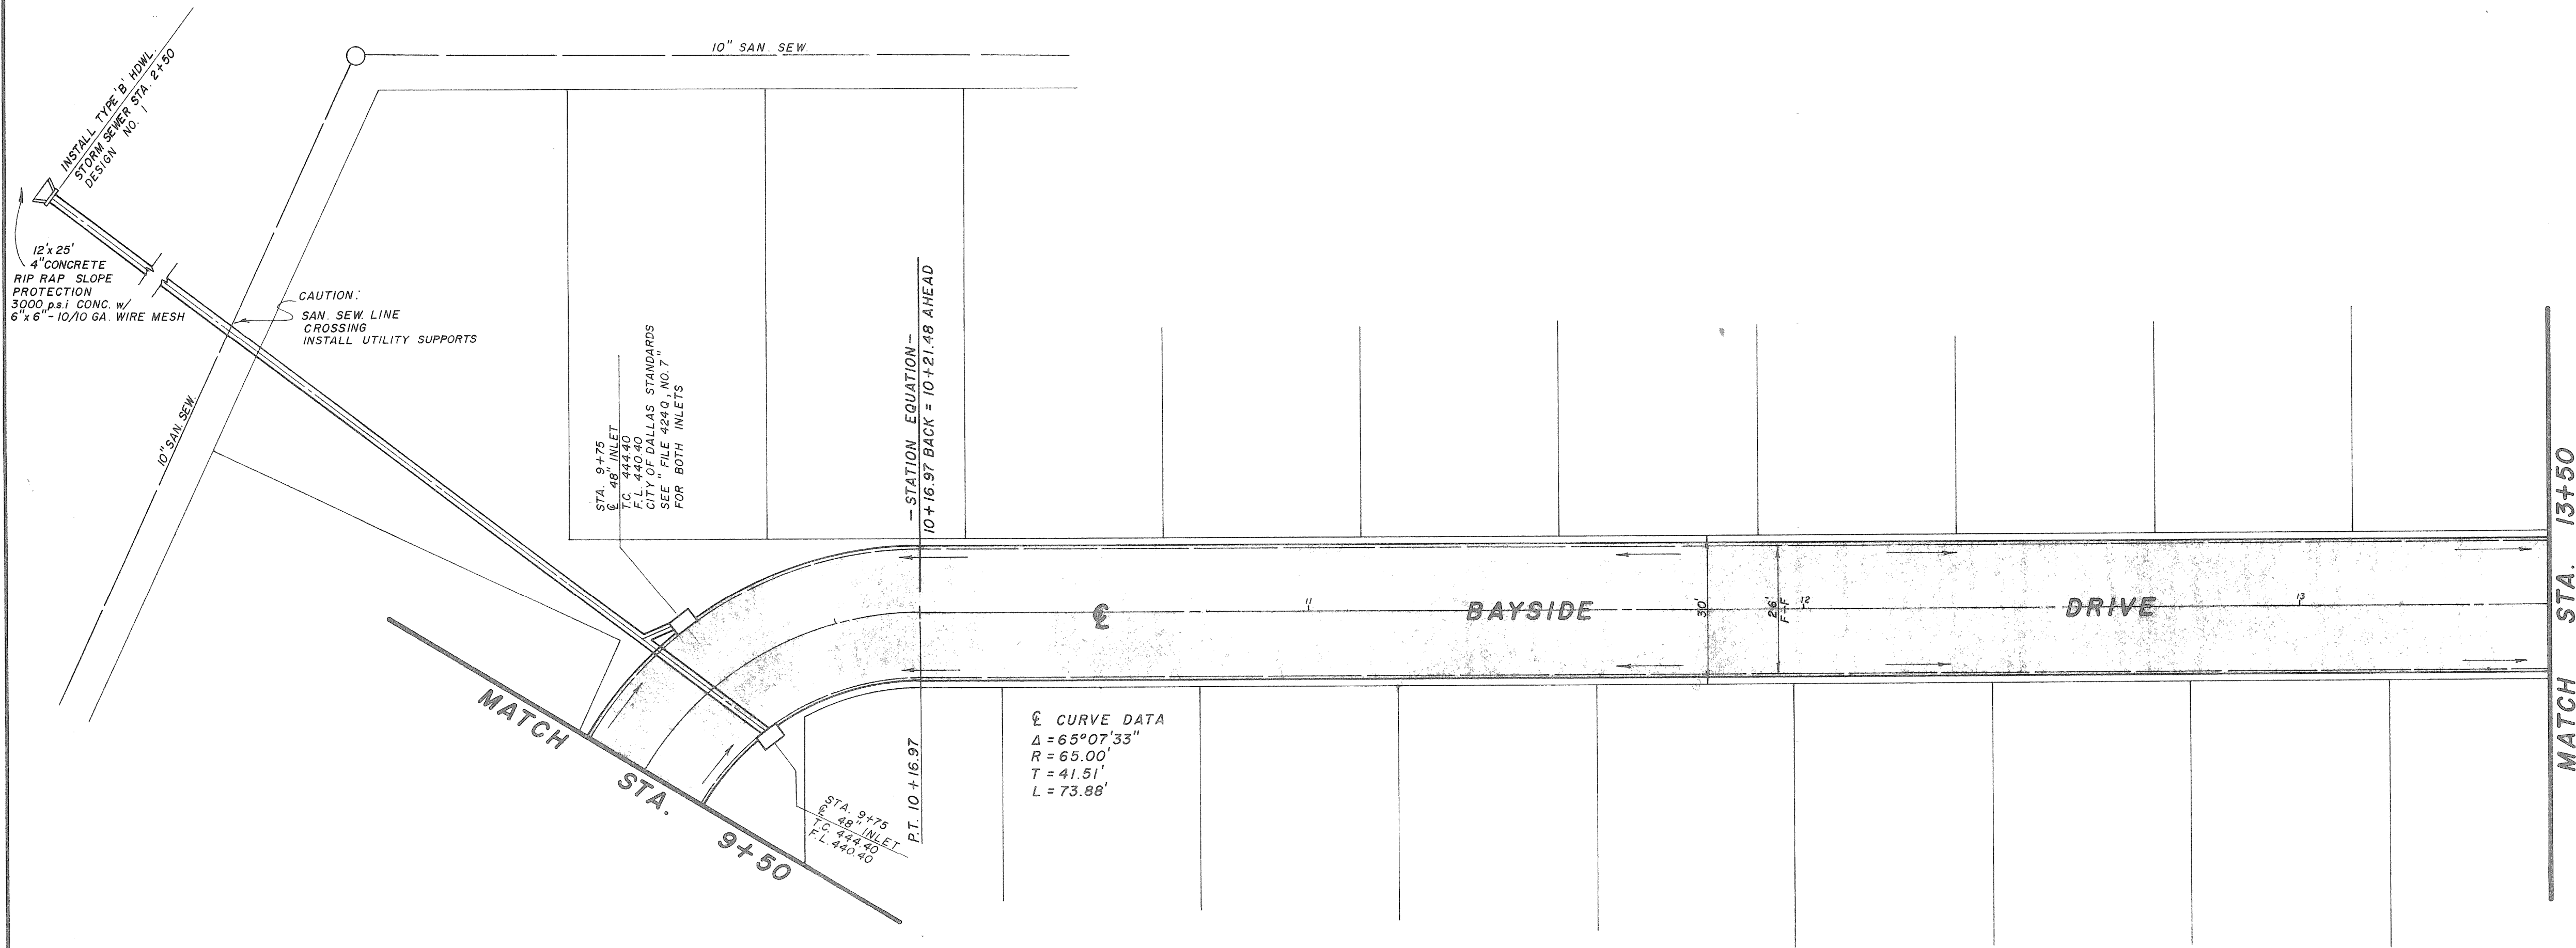 10" SAN. SEW.
INSTALL TYPE 'B' HDWL.
STORM SEWER STA. 2+50
DESIGN NO. 1
12'x 25'
4" CONCRETE
RIP RAP SLOPE
PROTECTION
3000 p.s.i CONC. w/
6"x 6"- 10/10 GA. WIRE MESH
CAUTION:
SAN. SEW. LINE
CROSSING
INSTALL UTILITY SUPPORTS
10" SAN. SEW.
STA. 9+75
℄ 48" INLET
T.C. 444.40
F.L. 440.40
CITY OF DALLAS STANDARDS
SEE " FILE 424Q, NO. 7"
FOR BOTH INLETS
-STATION EQUATION-
10+16.97 BACK = 10+21.48 AHEAD
℄ BAYSIDE DRIVE
11
30'
26'
F-F
12
13
MATCH STA. 13+50
MATCH STA. 9+50
STA. 9+75
℄ 48" INLET
T.C. 444.40
F.L. 440.40
P.T. 10+16.97
℄ CURVE DATA
Δ = 65°07'33"
R = 65.00'
T = 41.51'
L = 73.88'